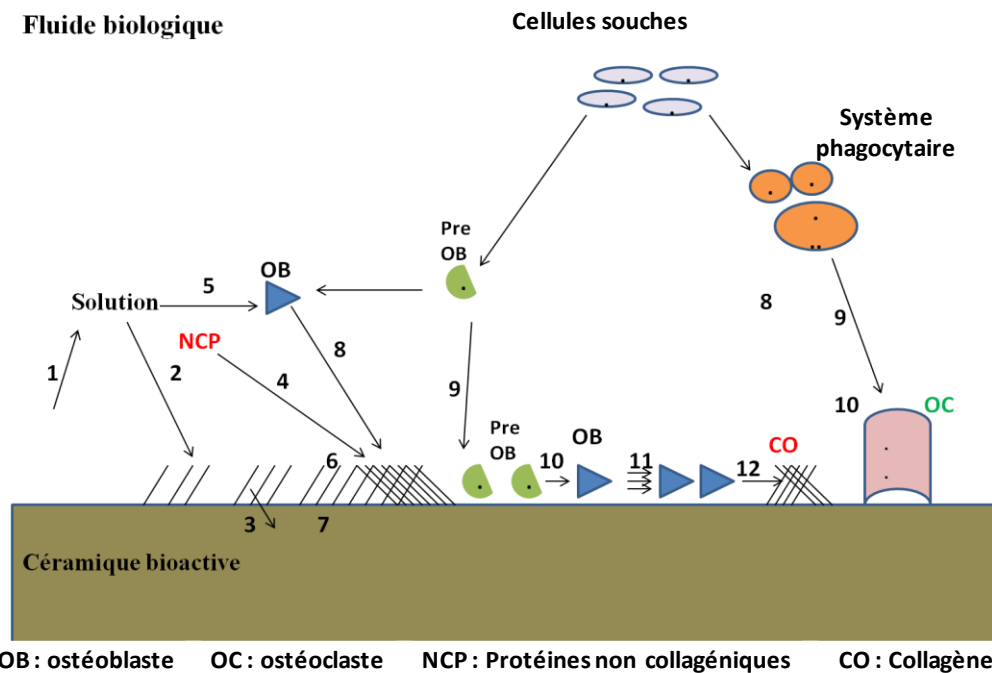 Fluide biologique
Cellules souches
Système
phagocytaire
Pre
OB
OB
5
Solution
8
9
NCP
1
2
4
8
9
10
OC
Pre
OB
OB
CO
6
10
11
12
3
7
Céramique bioactive
OB : ostéoblaste OC : ostéoclaste NCP : Protéines non collagéniques CO : Collagène